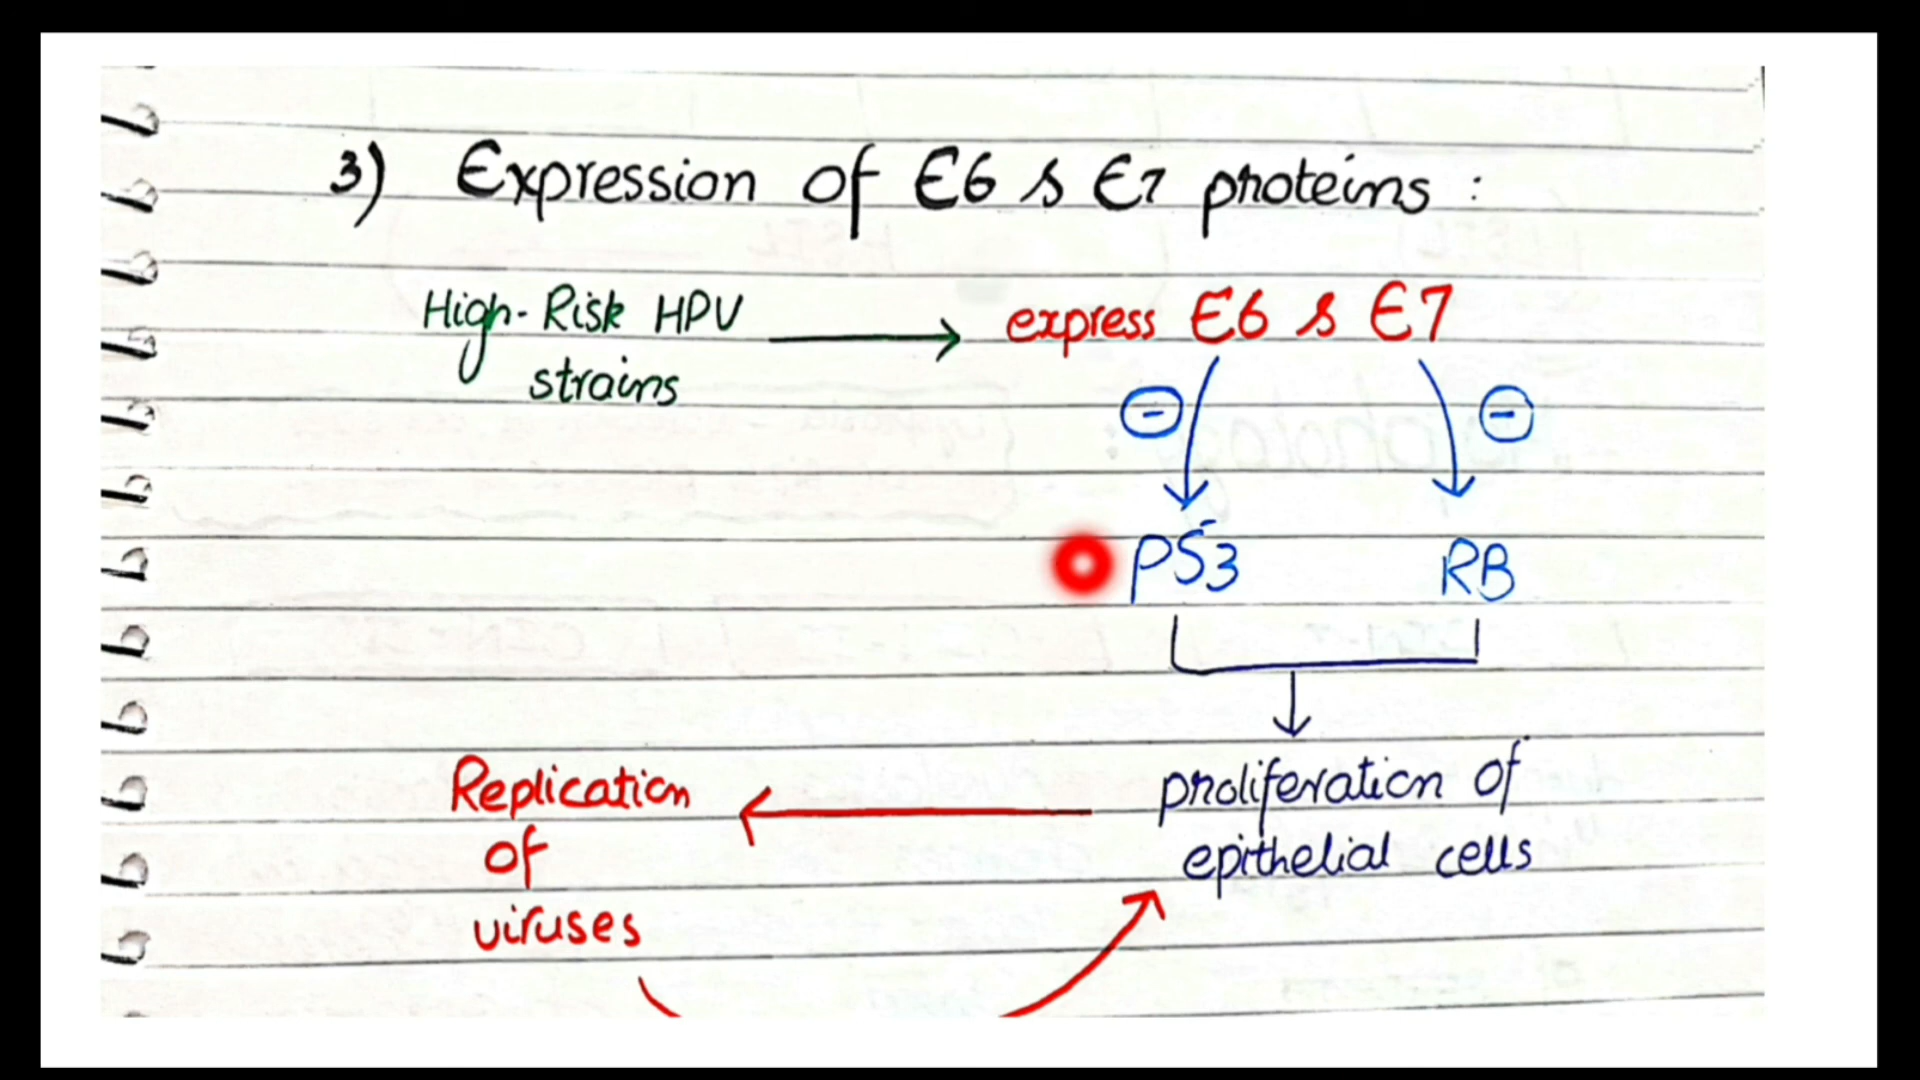 3) Expression of E6 & E7 proteins :
High-Risk HPV strains → express E6 & E7
⊖ ⊖
P53 RB
proliferation of
epithelial cells
Replication
of
viruses